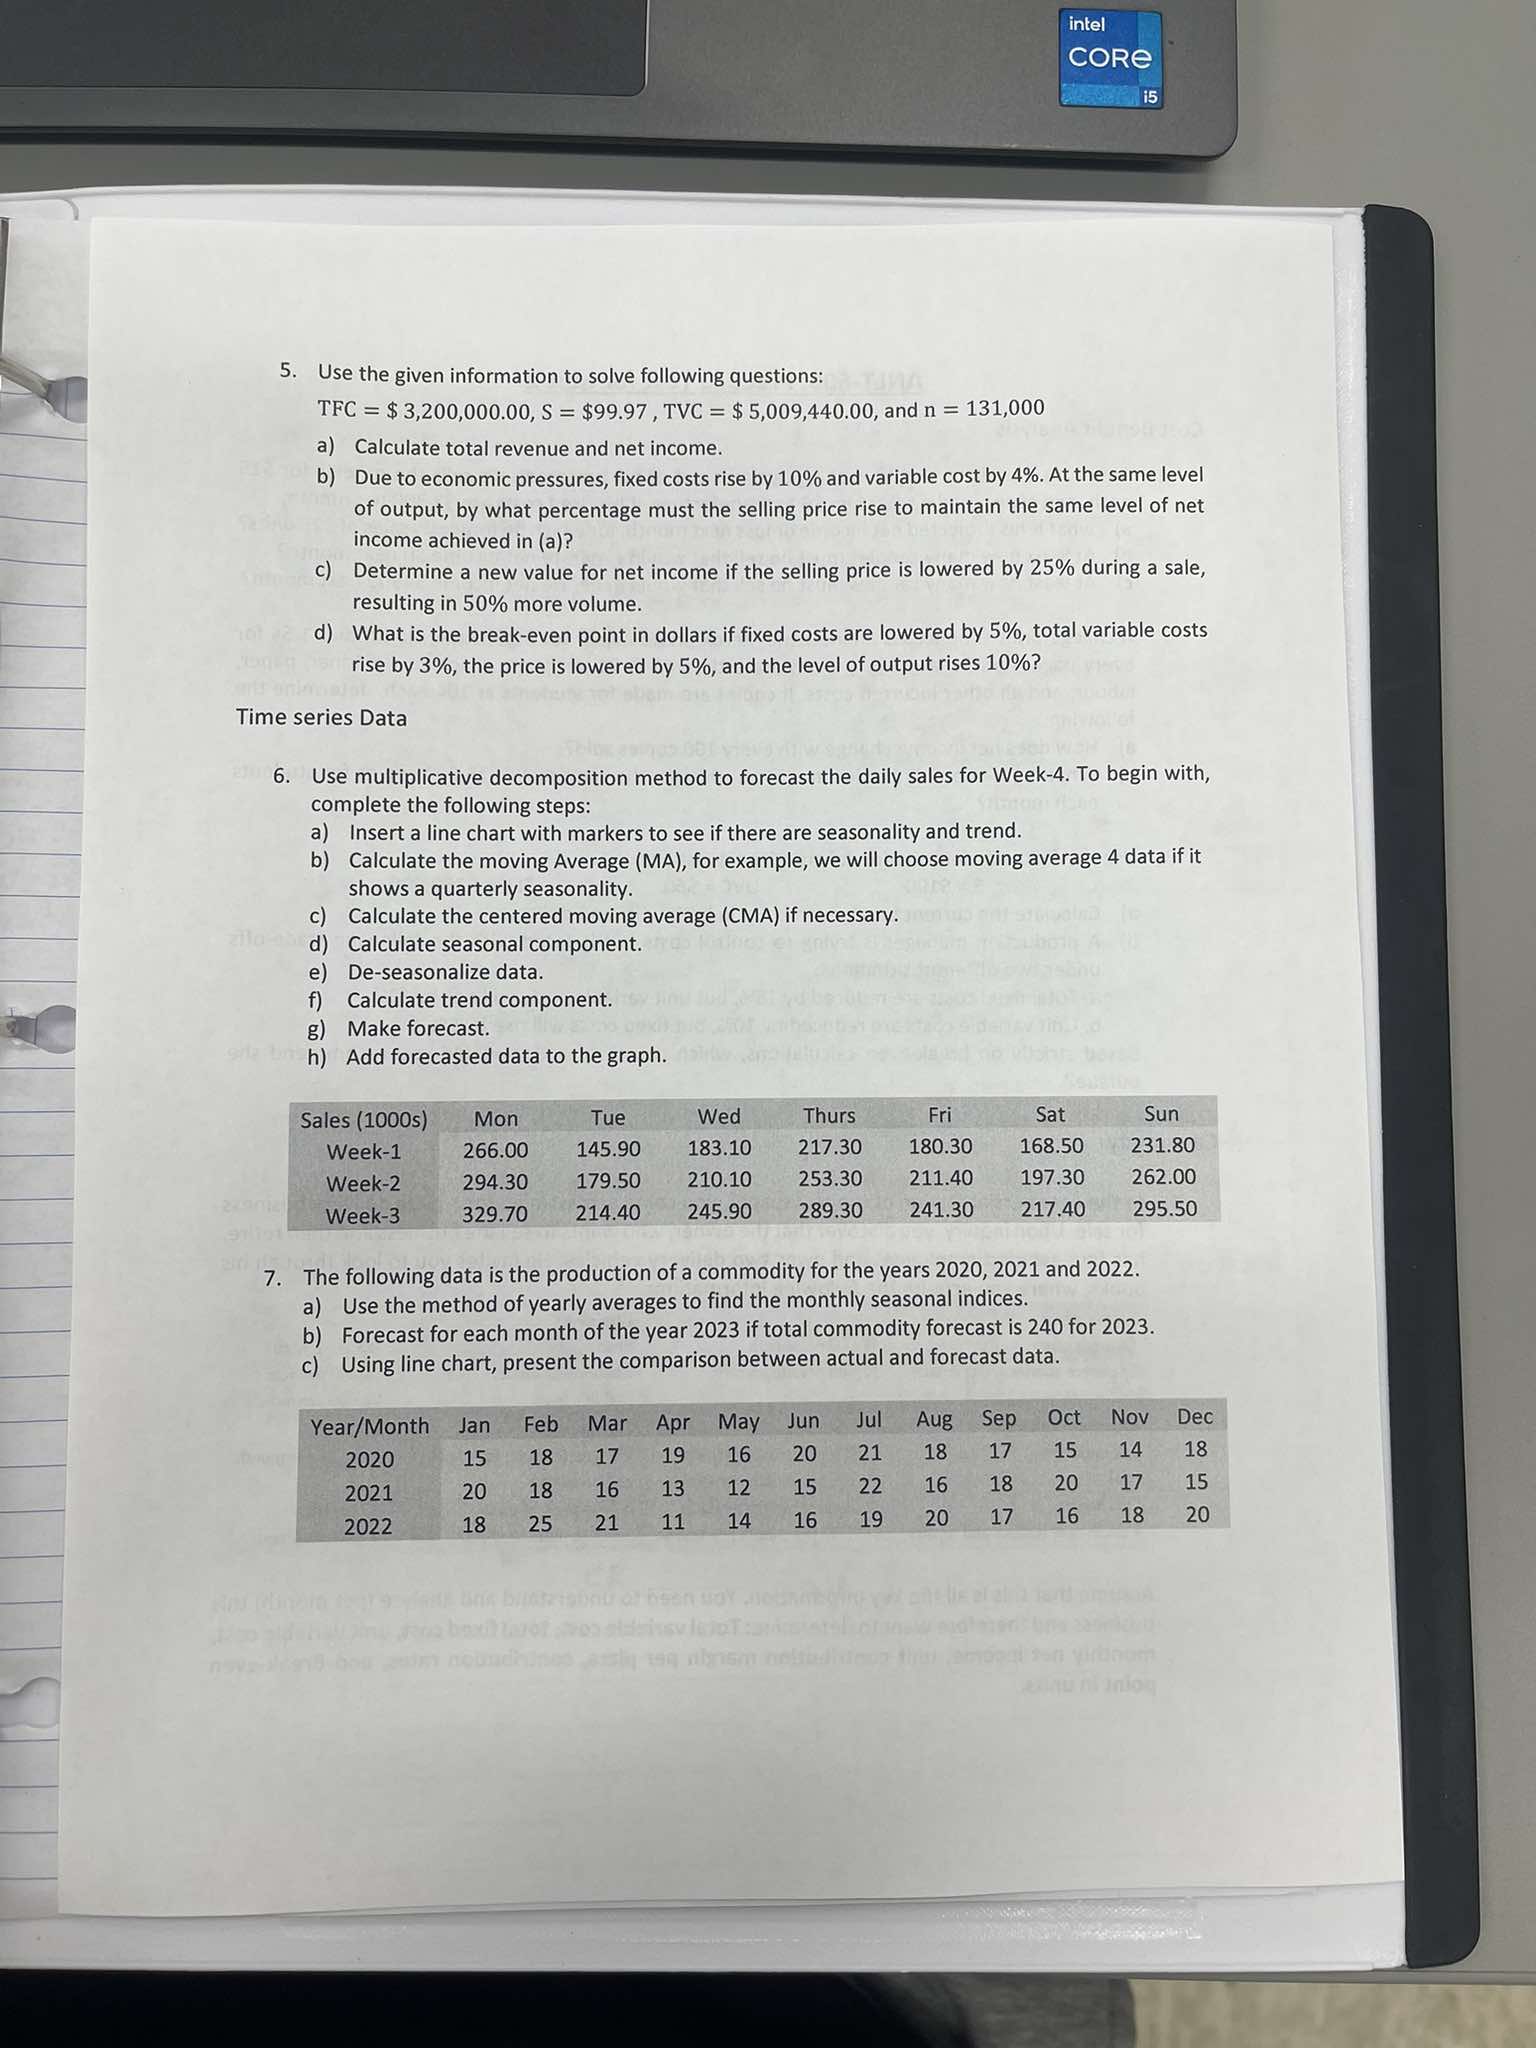 intel
CORe
i5
5. Use the given information to solve following questions:
TFC = $ 3,200,000.00, S = $99.97 , TVC = $ 5,009,440.00, and n = 131,000
a) Calculate total revenue and net income.
b) Due to economic pressures, fixed costs rise by 10% and variable cost by 4%. At the same level
of output, by what percentage must the selling price rise to maintain the same level of net
income achieved in (a)?
c) Determine a new value for net income if the selling price is lowered by 25% during a sale,
resulting in 50% more volume.
d) What is the break-even point in dollars if fixed costs are lowered by 5%, total variable costs
rise by 3%, the price is lowered by 5%, and the level of output rises 10%?
Time series Data
6. Use multiplicative decomposition method to forecast the daily sales for Week-4. To begin with,
complete the following steps:
a) Insert a line chart with markers to see if there are seasonality and trend.
b) Calculate the moving Average (MA), for example, we will choose moving average 4 data if it
shows a quarterly seasonality.
c) Calculate the centered moving average (CMA) if necessary.
d) Calculate seasonal component.
e) De-seasonalize data.
f) Calculate trend component.
g) Make forecast.
h) Add forecasted data to the graph.
Sales (1000s) Mon Tue Wed Thurs Fri Sat Sun
Week-1 266.00 145.90 183.10 217.30 180.30 168.50 231.80
Week-2 294.30 179.50 210.10 253.30 211.40 197.30 262.00
Week-3 329.70 214.40 245.90 289.30 241.30 217.40 295.50
7. The following data is the production of a commodity for the years 2020, 2021 and 2022.
a) Use the method of yearly averages to find the monthly seasonal indices.
b) Forecast for each month of the year 2023 if total commodity forecast is 240 for 2023.
c) Using line chart, present the comparison between actual and forecast data.
Year/Month Jan Feb Mar Apr May Jun Jul Aug Sep Oct Nov Dec
2020 15 18 17 19 16 20 21 18 17 15 14 18
2021 20 18 16 13 12 15 22 16 18 20 17 15
2022 18 25 21 11 14 16 19 20 17 16 18 20